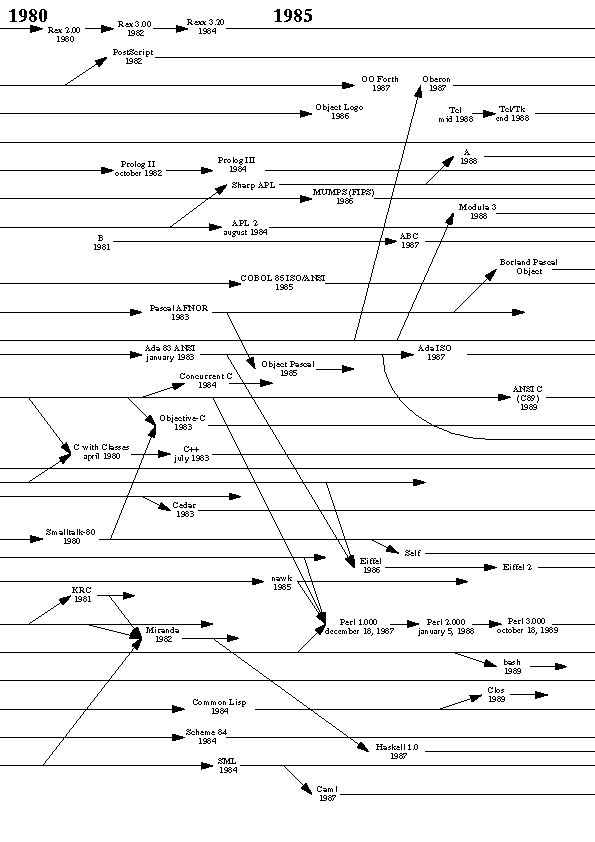 1980
1985
Rex 2.00
1980
Rex 3.00
1982
Rexx 3.20
1984
PostScript
1982
OO Forth
1987
Oberon
1987
Object Logo
1986
Tcl
mid 1988
Tcl/Tk
end 1988
A
1988
Prolog II
october 1982
Prolog III
1984
Sharp APL
MUMPS (FIPS)
1986
Modula 3
1988
APL 2
august 1984
B
1981
ABC
1987
Borland Pascal
Object
COBOL 85 ISO/ANSI
1985
Pascal AFNOR
1983
Ada 83 ANSI
january 1983
Ada ISO
1987
Object Pascal
1985
Concurrent C
1984
ANSI C
(C89)
1989
Objective-C
1983
C with Classes
april 1980
C++
july 1983
Cedar
1983
Smalltalk-80
1980
Self
Eiffel
1986
Eiffel 2
nawk
1985
KRC
1981
Miranda
1982
Perl 1.000
december 18, 1987
Perl 2.000
january 5, 1988
Perl 3.000
october 18, 1989
bash
1989
Clos
1989
Common Lisp
1984
Scheme 84
1984
Haskell 1.0
1987
SML
1984
Caml
1987